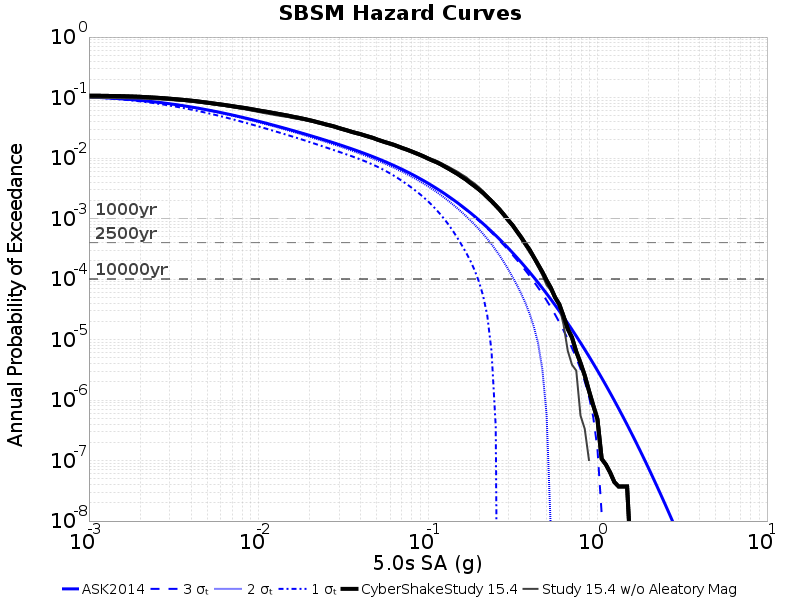 SBSM Hazard Curves
Annual Probability of Exceedance
10^0
10^-1
10^-2
10^-3
10^-4
10^-5
10^-6
10^-7
10^-8
1000yr
2500yr
10000yr
10^-3 10^-2 10^-1 10^0 10^1
5.0s SA (g)
ASK2014 3 σₜ 2 σₜ 1 σₜ CyberShakeStudy 15.4 Study 15.4 w/o Aleatory Mag